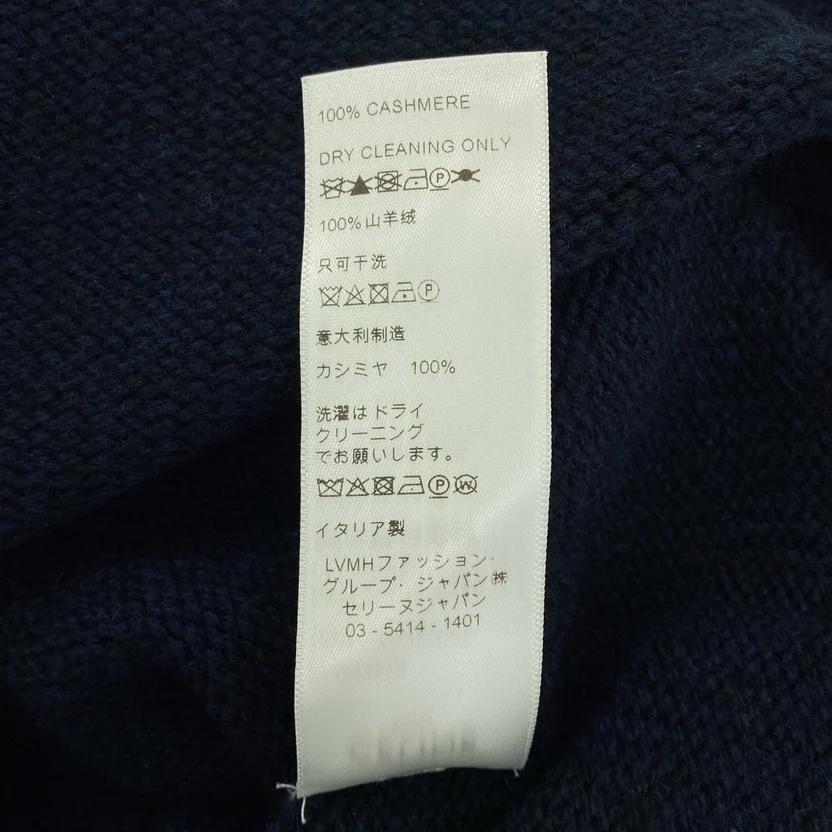 100% CASHMERE
DRY CLEANING ONLY
P
100%山羊绒
只可干洗
P
意大利制造
カシミヤ 100%
洗濯はドライ
クリーニング
でお願いします。
P W
イタリア製
LVMHファッション・
グループ・ジャパン㈱
セリーヌジャパン
03 - 5414 - 1401